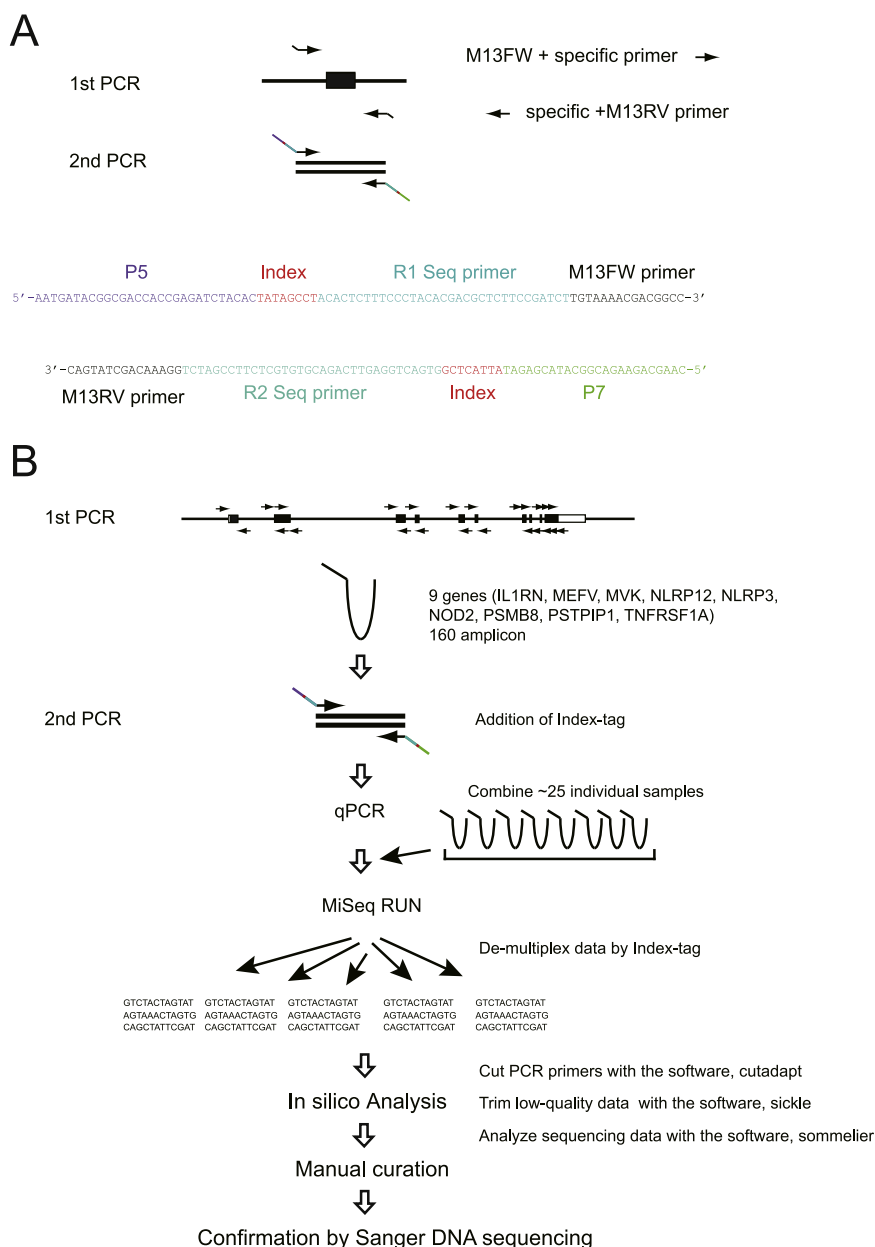 A
1st PCR
M13FW + specific primer
specific +M13RV primer
2nd PCR
P5 Index R1 Seq primer M13FW primer
5'-AATGATACGGCGACCACCGAGATCTACACTATAGCCTACACTCTTTCCCTACACGACGCTCTTCCGATCTTGTAAAACGACGGCC-3'
3'-CAGTATCGACAAAGGTCTAGCCTTCTCGTGTGCAGACTTGAGGTCAGTGGCTCATTATAGAGCATACGGCAGAAGACGAAC-5'
M13RV primer R2 Seq primer Index P7
B
1st PCR
9 genes (IL1RN, MEFV, MVK, NLRP12, NLRP3,
NOD2, PSMB8, PSTPIP1, TNFRSF1A)
160 amplicon
2nd PCR
Addition of Index-tag
Combine ~25 individual samples
qPCR
MiSeq RUN
De-multiplex data by Index-tag
GTCTACTAGTAT GTCTACTAGTAT GTCTACTAGTAT GTCTACTAGTAT GTCTACTAGTAT
AGTAAACTAGTG AGTAAACTAGTG AGTAAACTAGTG AGTAAACTAGTG AGTAAACTAGTG
CAGCTATTCGAT CAGCTATTCGAT CAGCTATTCGAT CAGCTATTCGAT CAGCTATTCGAT
Cut PCR primers with the software, cutadapt
In silico Analysis
Trim low-quality data with the software, sickle
Analyze sequencing data with the software, sommelier
Manual curation
Confirmation by Sanger DNA sequencing